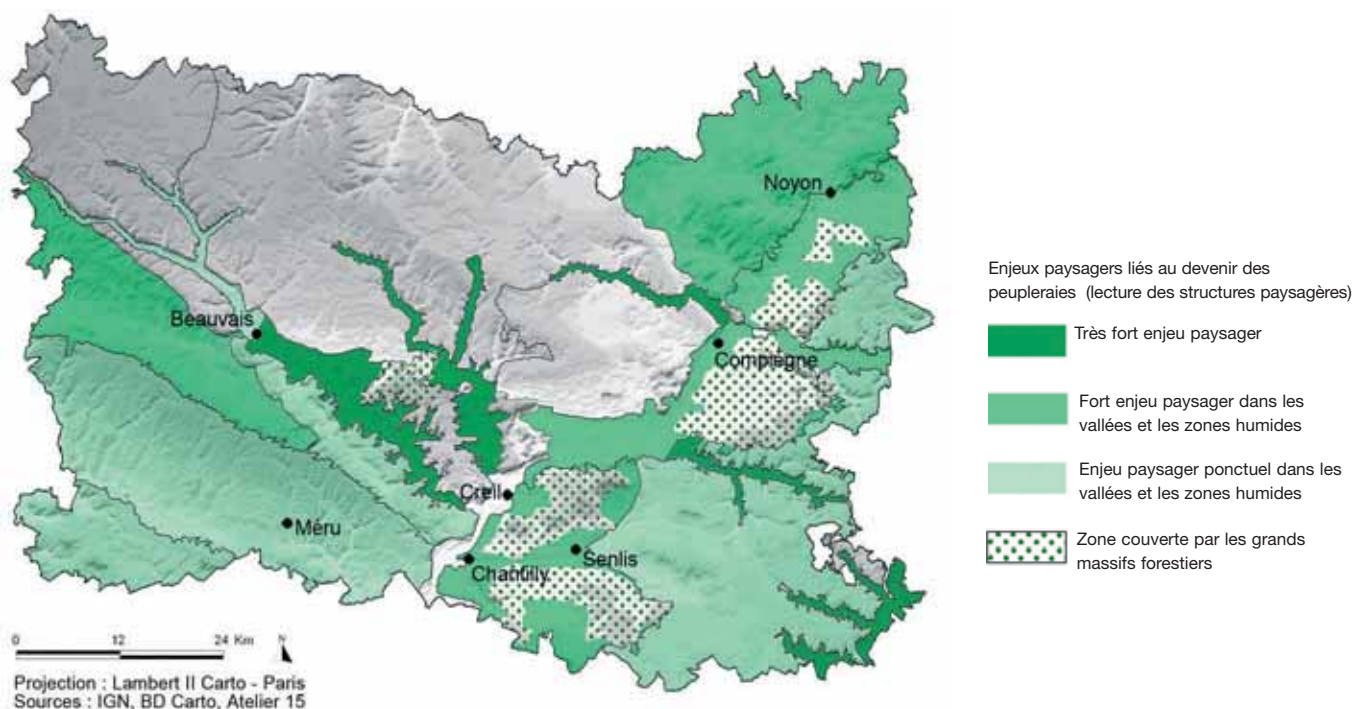 Noyon
Beauvais
Compiègne
Creil
Méru
Senlis
Chantilly
0 12 24 Km N
Projection : Lambert II Carto - Paris
Sources : IGN, BD Carto, Atelier 15
Enjeux paysagers liés au devenir des
peupleraies (lecture des structures paysagères)
Très fort enjeu paysager
Fort enjeu paysager dans les
vallées et les zones humides
Enjeu paysager ponctuel dans les
vallées et les zones humides
Zone couverte par les grands
massifs forestiers